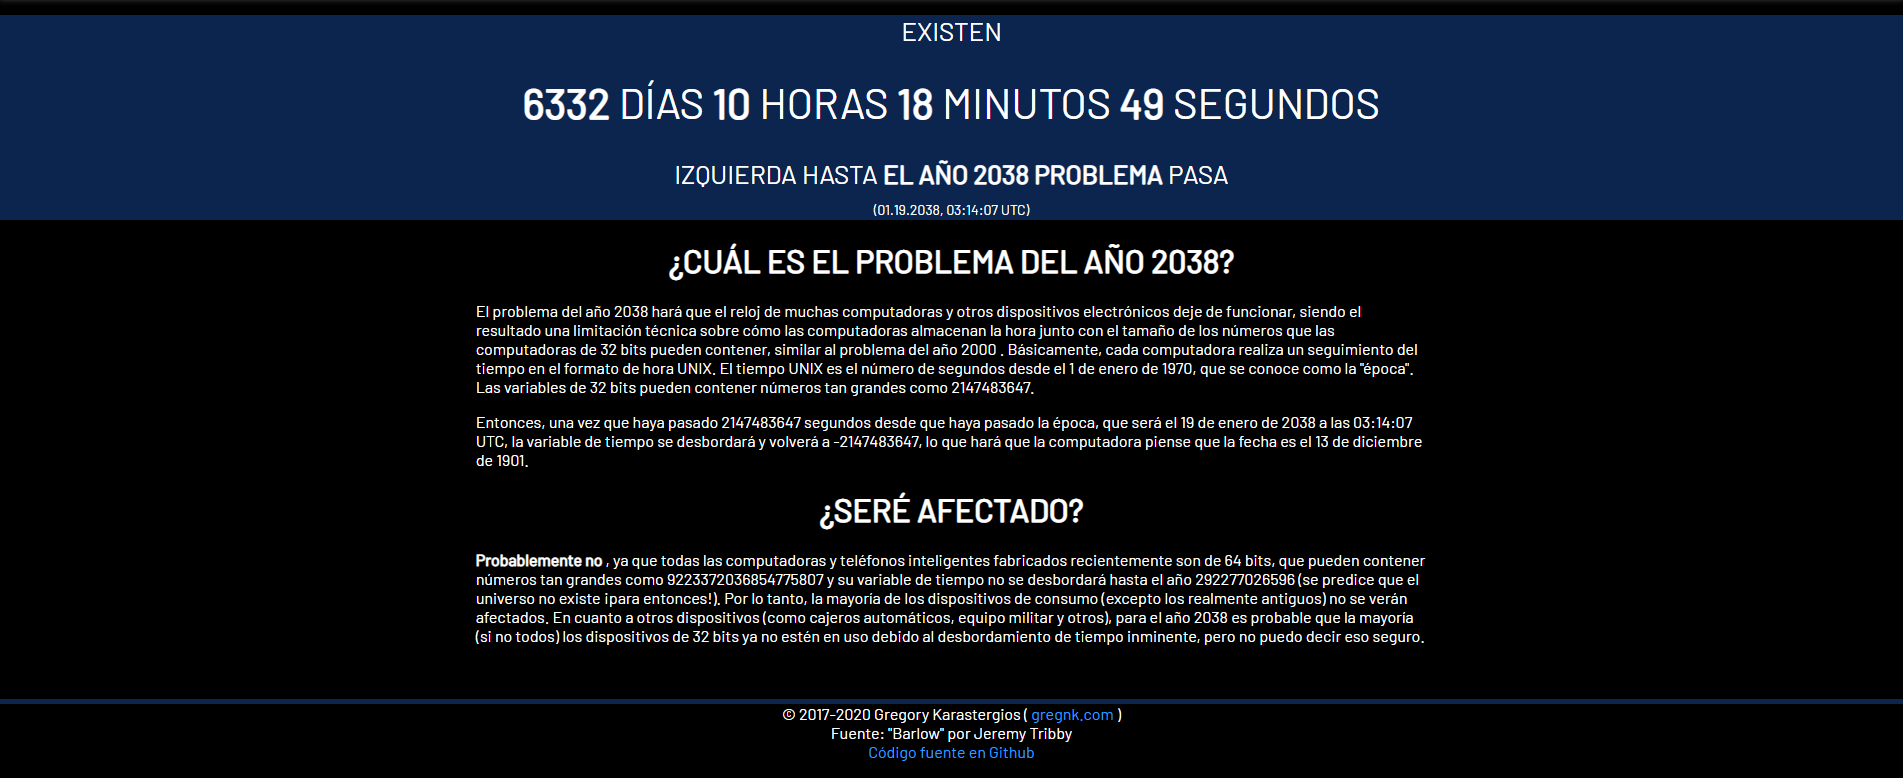 EXISTEN
6332 DÍAS 10 HORAS 18 MINUTOS 49 SEGUNDOS
IZQUIERDA HASTA EL AÑO 2038 PROBLEMA PASA
(01.19.2038, 03:14:07 UTC)
¿CUÁL ES EL PROBLEMA DEL AÑO 2038?
El problema del año 2038 hará que el reloj de muchas computadoras y otros dispositivos electrónicos deje de funcionar, siendo el
resultado una limitación técnica sobre cómo las computadoras almacenan la hora junto con el tamaño de los números que las
computadoras de 32 bits pueden contener, similar al problema del año 2000 . Básicamente, cada computadora realiza un seguimiento del
tiempo en el formato de hora UNIX. El tiempo UNIX es el número de segundos desde el 1 de enero de 1970, que se conoce como la "época".
Las variables de 32 bits pueden contener números tan grandes como 2147483647.
Entonces, una vez que haya pasado 2147483647 segundos desde que haya pasado la época, que será el 19 de enero de 2038 a las 03:14:07
UTC, la variable de tiempo se desbordará y volverá a -2147483647, lo que hará que la computadora piense que la fecha es el 13 de diciembre
de 1901.
¿SERÉ AFECTADO?
Probablemente no , ya que todas las computadoras y teléfonos inteligentes fabricados recientemente son de 64 bits, que pueden contener
números tan grandes como 9223372036854775807 y su variable de tiempo no se desbordará hasta el año 292277026596 (se predice que el
universo no existe ¡para entonces!). Por lo tanto, la mayoría de los dispositivos de consumo (excepto los realmente antiguos) no se verán
afectados. En cuanto a otros dispositivos (como cajeros automáticos, equipo militar y otros), para el año 2038 es probable que la mayoría
(si no todos) los dispositivos de 32 bits ya no estén en uso debido al desbordamiento de tiempo inminente, pero no puedo decir eso seguro.
© 2017-2020 Gregory Karastergios ( gregnk.com )
Fuente: "Barlow" por Jeremy Tribby
Código fuente en Github